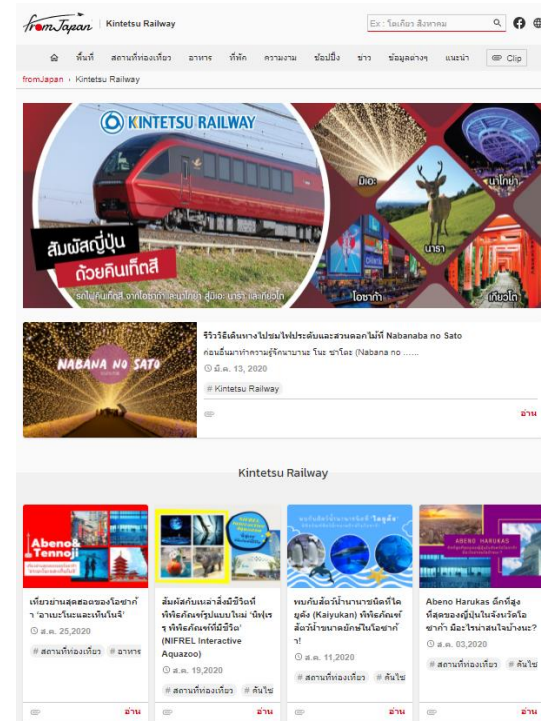 fromJapan Kintetsu Railway
Ex : โตเกียว สิงหาคม
พื้นที่ สถานที่ท่องเที่ยว อาหาร ที่พัก ความงาม ช้อปปิ้ง ข่าว ข้อมูลต่างๆ แนะนำ Clip
fromJapan › Kintetsu Railway
KINTETSU RAILWAY
มิเอะ
นาโกย่า
นารา
โอซาก้า
เกียวโต
สัมผัสญี่ปุ่น
ด้วยคินเท็ตสึ
รถไฟคินเท็ตสึ จากโอซาก้าและนาโกย่า สู่มิเอะ นารา และเกียวโต
NABANA NO SATO
รีวิววิธีเดินทางไปชมไฟประดับและสวนดอกไม้ที่ Nabanaba no Sato
ก่อนอื่นมาทำความรู้จักนาบานะ โนะ ซาโตะ (Nabana no ……
มี.ค. 13, 2020
# Kintetsu Railway
อ่าน
Kintetsu Railway
Abeno&
Tennoji
เที่ยวย่านสุดฮอตของโอซาก้
า ‘อาเบะโนะและเท็นโนจิ’
ส.ค. 25,2020
# สถานที่ท่องเที่ยว # อาหาร
อ่าน
สัมผัสกับเหล่าสิ่งมีชีวิตที่
พิพิธภัณฑ์รูปแบบใหม่ ‘นิฟเร
รุ พิพิธภัณฑ์ที่มีชีวิต’
(NIFREL Interactive
Aquazoo)
ส.ค. 19,2020
# สถานที่ท่องเที่ยว # คันไซ
อ่าน
พบกับสัตว์น้ำนานาชนิดที่ไค
ยูคัง (Kaiyukan) พิพิธภัณฑ์
สัตว์น้ำขนาดยักษ์ในโอซาก้
า!
ส.ค. 11,2020
# สถานที่ท่องเที่ยว # คันไซ
อ่าน
ABENO HARUKAS
Abeno Harukas ตึกที่สูง
ที่สุดของญี่ปุ่นในจังหวัดโอ
ซาก้า มีอะไรน่าสนใจบ้างนะ?
ส.ค. 03,2020
# สถานที่ท่องเที่ยว # คันไซ
อ่าน